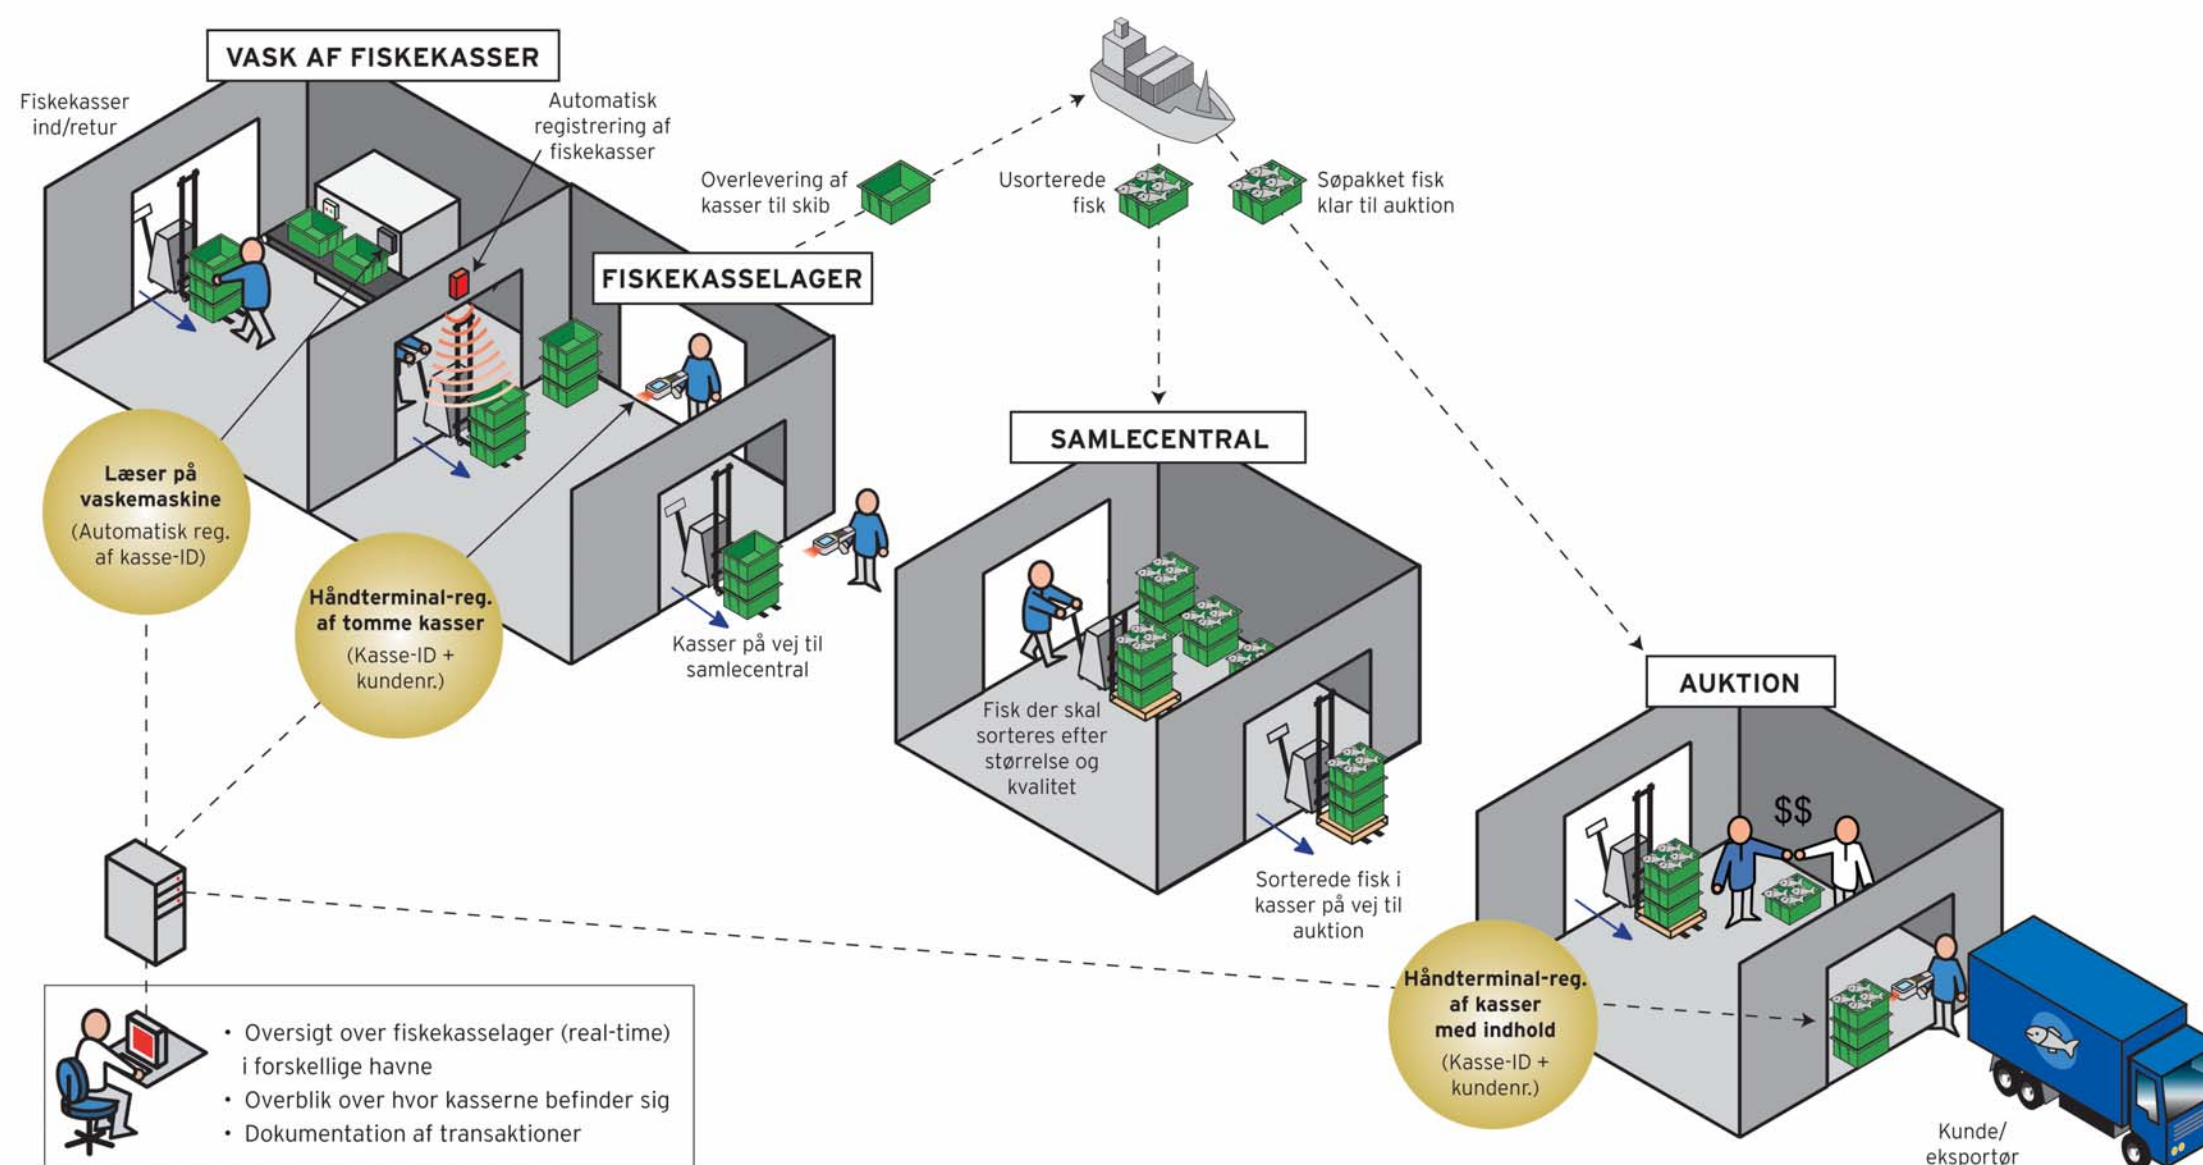 VASK AF FISKEKASSER
Fiskekasser
ind/retur
Automatisk
registrering af
fiskekasser
Overlevering af
kasser til skib
Usorterede
fisk
Søpakket fisk
klar til auktion
FISKEKASSELAGER
Læser på
vaskemaskine
(Automatisk reg.
af kasse-ID)
Håndterminal-reg.
af tomme kasser
(Kasse-ID +
kundenr.)
Kasser på vej til
samlecentral
SAMLECENTRAL
Fisk der skal
sorteres efter
størrelse og
kvalitet
Sorterede fisk i
kasser på vej til
auktion
AUKTION
$$
Håndterminal-reg.
af kasser
med indhold
(Kasse-ID +
kundenr.)
Kunde/
eksportør
• Oversigt over fiskekasselager (real-time)
i forskellige havne
• Overblik over hvor kasserne befinder sig
• Dokumentation af transaktioner